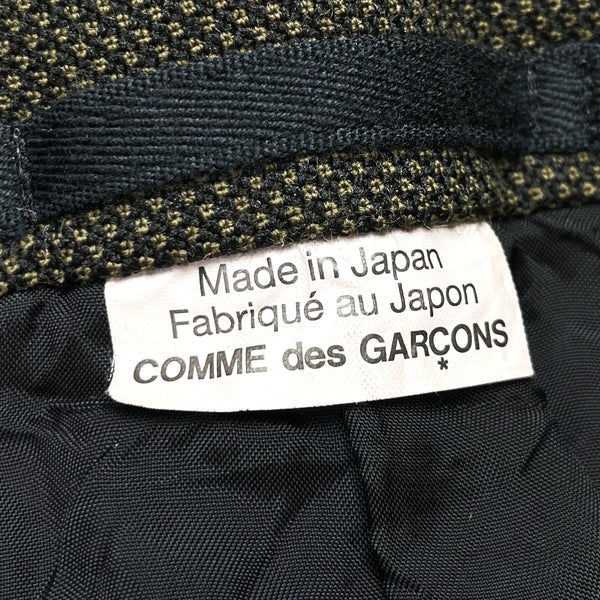 Made in Japan
Fabriqué au Japon
COMME des GARÇONS
*